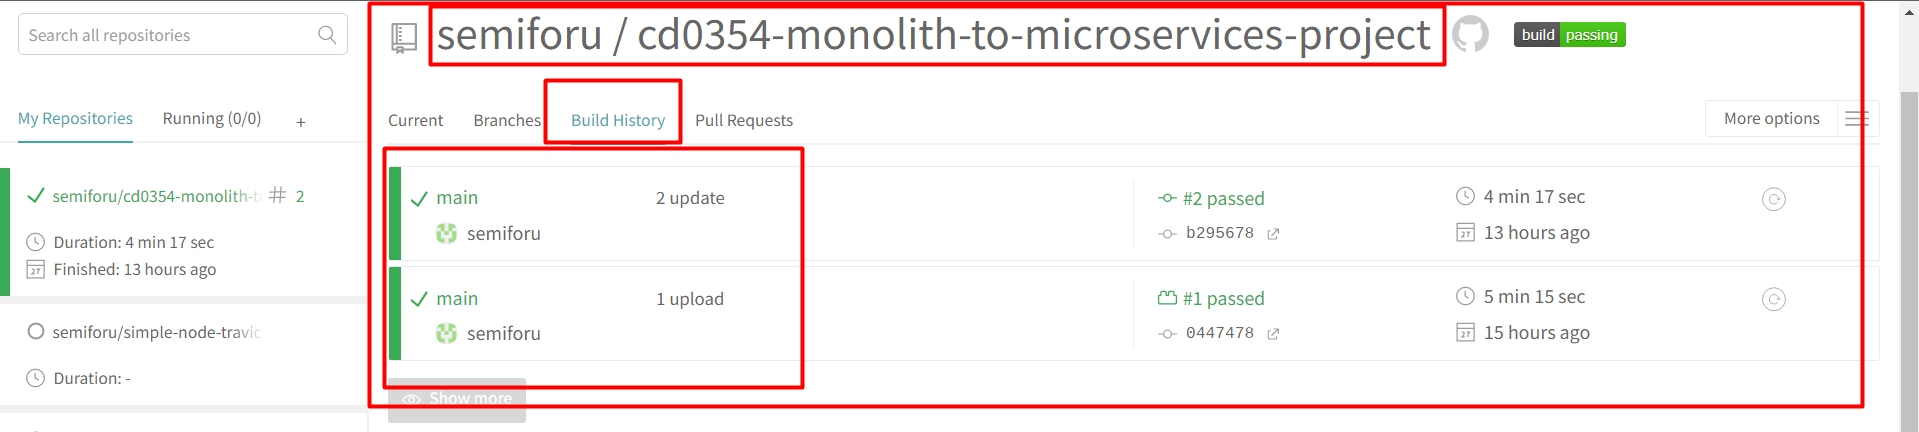 Search all repositories
My Repositories Running (0/0) +
semiforu/cd0354-monolith-t # 2
Duration: 4 min 17 sec
27 Finished: 13 hours ago
semiforu/simple-node-travi
Duration: -
semiforu / cd0354-monolith-to-microservices-project build passing
Current Branches Build History Pull Requests More options
main 2 update #2 passed 4 min 17 sec
semiforu b295678 27 13 hours ago
main 1 upload #1 passed 5 min 15 sec
semiforu 0447478 27 15 hours ago
Show more